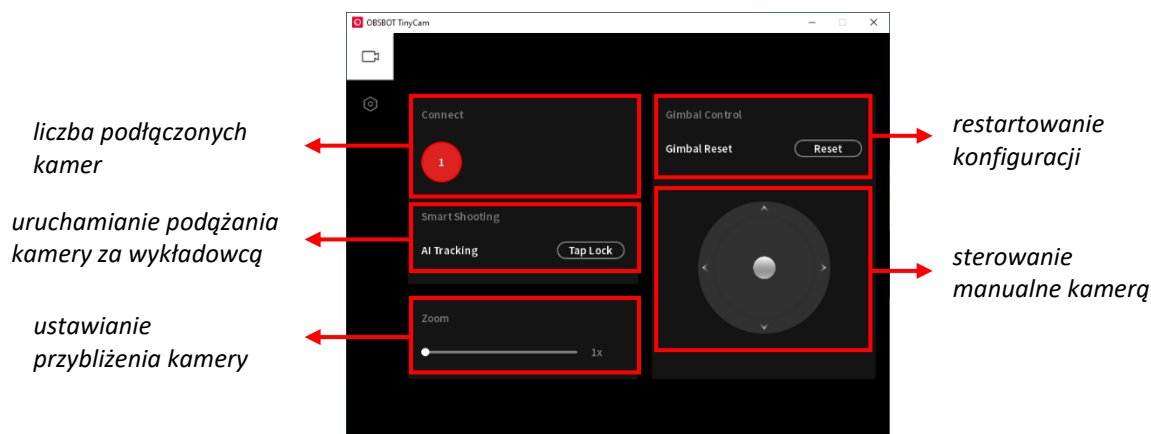 OBSBOT TinyCam
liczba podłączonych
kamer
uruchamianie podążania
kamery za wykładowcą
ustawianie
przybliżenia kamery
Connect
1
Smart Shooting
AI Tracking Tap Lock
Zoom
1x
Gimbal Control
Gimbal Reset Reset
restartowanie
konfiguracji
sterowanie
manualne kamerą